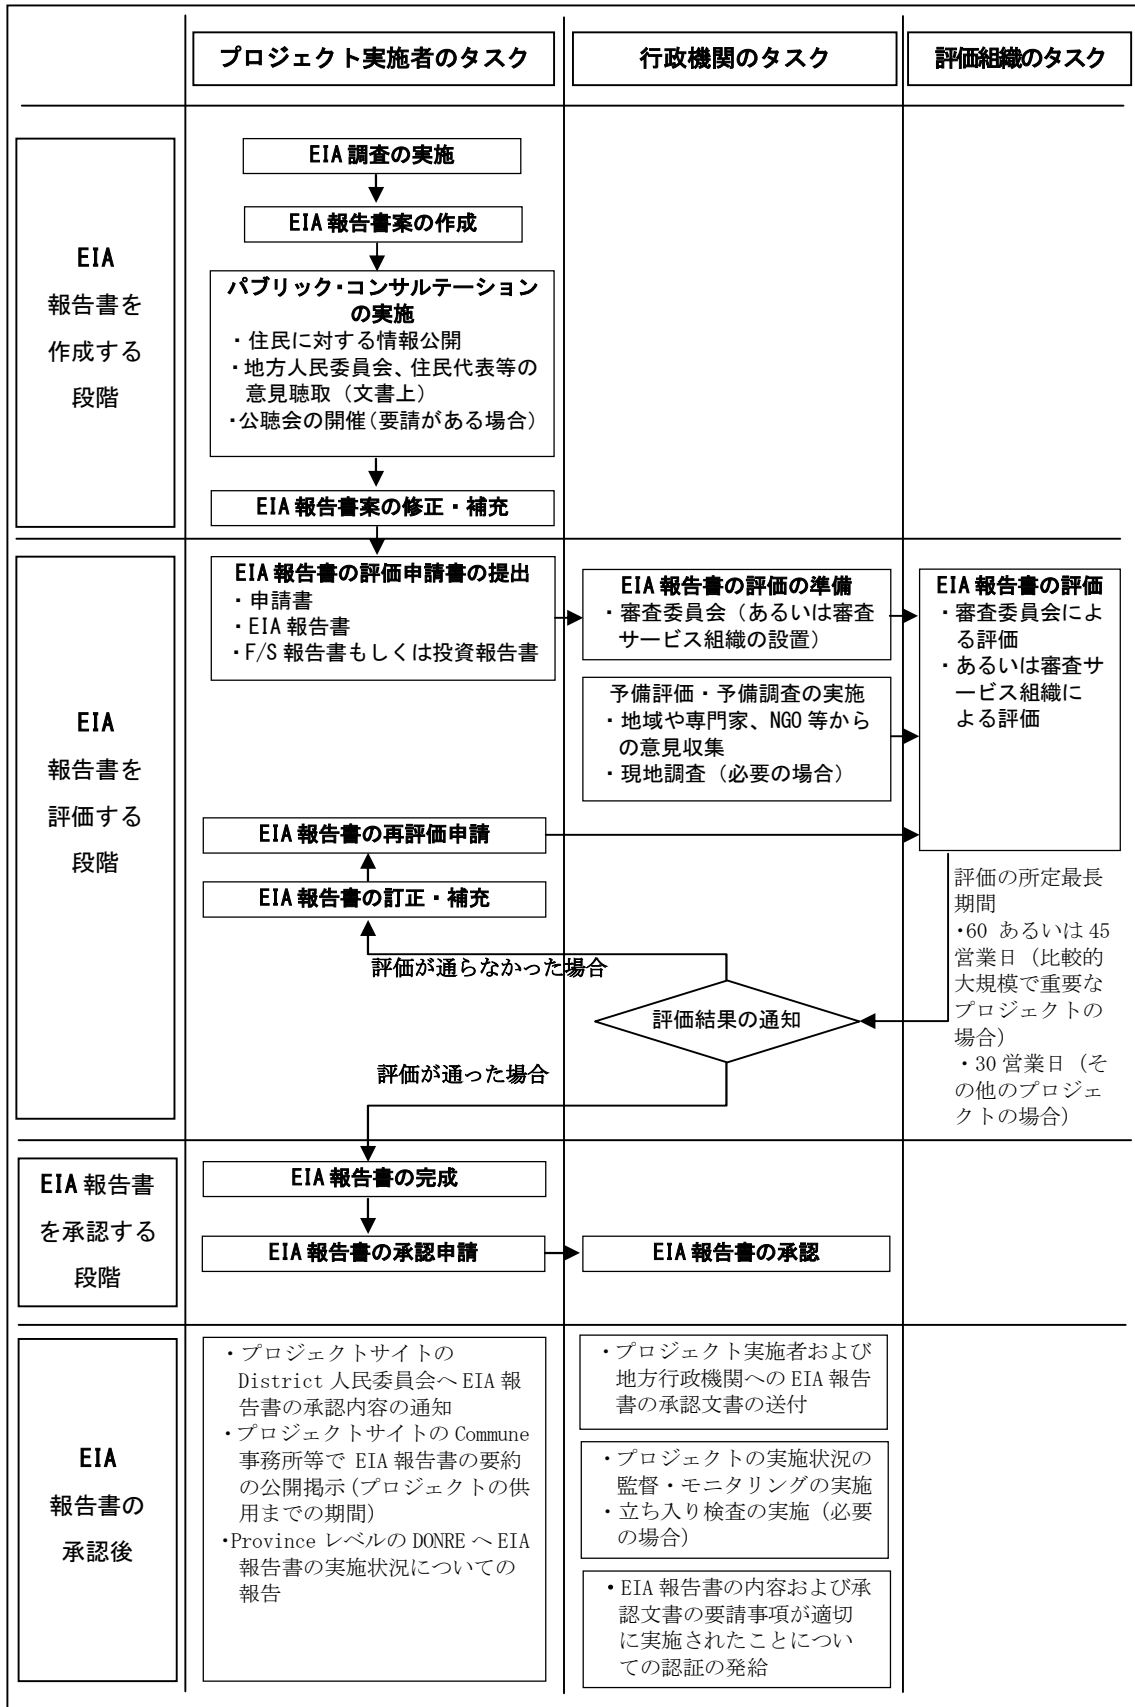 プロジェクト実施者のタスク
行政機関のタスク
評価組織のタスク
EIA
報告書を
作成する
段階
EIA 調査の実施
EIA 報告書案の作成
パブリック・コンサルテーション
の実施
・住民に対する情報公開
・地方人民委員会、住民代表等の
意見聴取（文書上）
・公聴会の開催（要請がある場合）
EIA 報告書案の修正・補充
EIA
報告書を
評価する
段階
EIA 報告書の評価申請書の提出
・申請書
・EIA 報告書
・F/S 報告書もしくは投資報告書
EIA 報告書の評価の準備
・審査委員会（あるいは審査
サービス組織の設置）
予備評価・予備調査の実施
・地域や専門家、NGO 等から
の意見収集
・現地調査（必要の場合）
EIA 報告書の評価
・審査委員会によ
る評価
・あるいは審査サ
ービス組織に
よる評価
EIA 報告書の再評価申請
EIA 報告書の訂正・補充
評価が通らなかった場合
評価結果の通知
評価が通った場合
評価の所定最長
期間
・60 あるいは 45
営業日（比較的
大規模で重要な
プロジェクトの
場合）
・30 営業日（そ
の他のプロジェ
クトの場合）
EIA 報告書
を承認する
段階
EIA 報告書の完成
EIA 報告書の承認申請
EIA 報告書の承認
EIA
報告書の
承認後
・プロジェクトサイトの
District 人民委員会へ EIA 報
告書の承認内容の通知
・プロジェクトサイトの Commune
事務所等で EIA 報告書の要約
の公開掲示（プロジェクトの供
用までの期間）
・Province レベルの DONRE へ EIA
報告書の実施状況についての
報告
・プロジェクト実施者および
地方行政機関への EIA 報告
書の承認文書の送付
・プロジェクトの実施状況の
監督・モニタリングの実施
・立ち入り検査の実施（必要
の場合）
・EIA 報告書の内容および承
認文書の要請事項が適切
に実施されたことについ
ての認証の発給